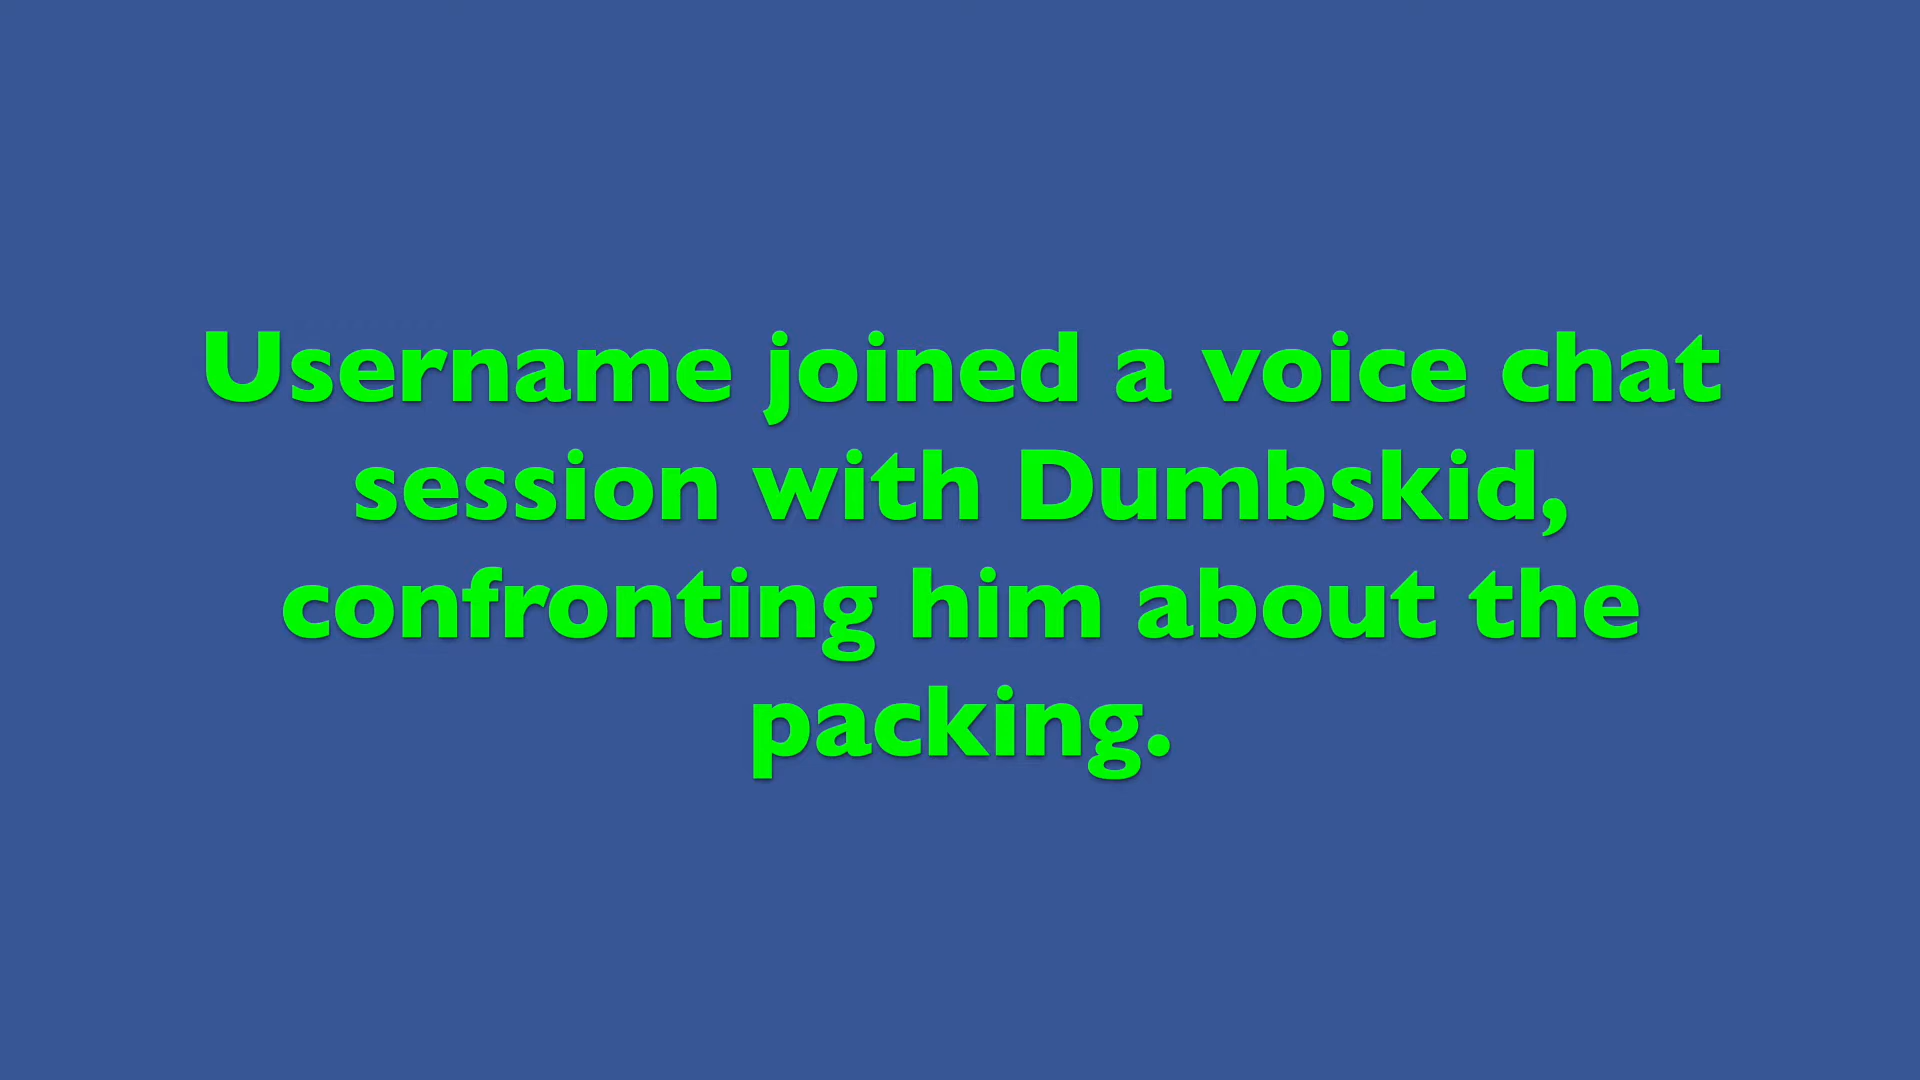 Username joined a voice chat
session with Dumbskid,
confronting him about the
packing.